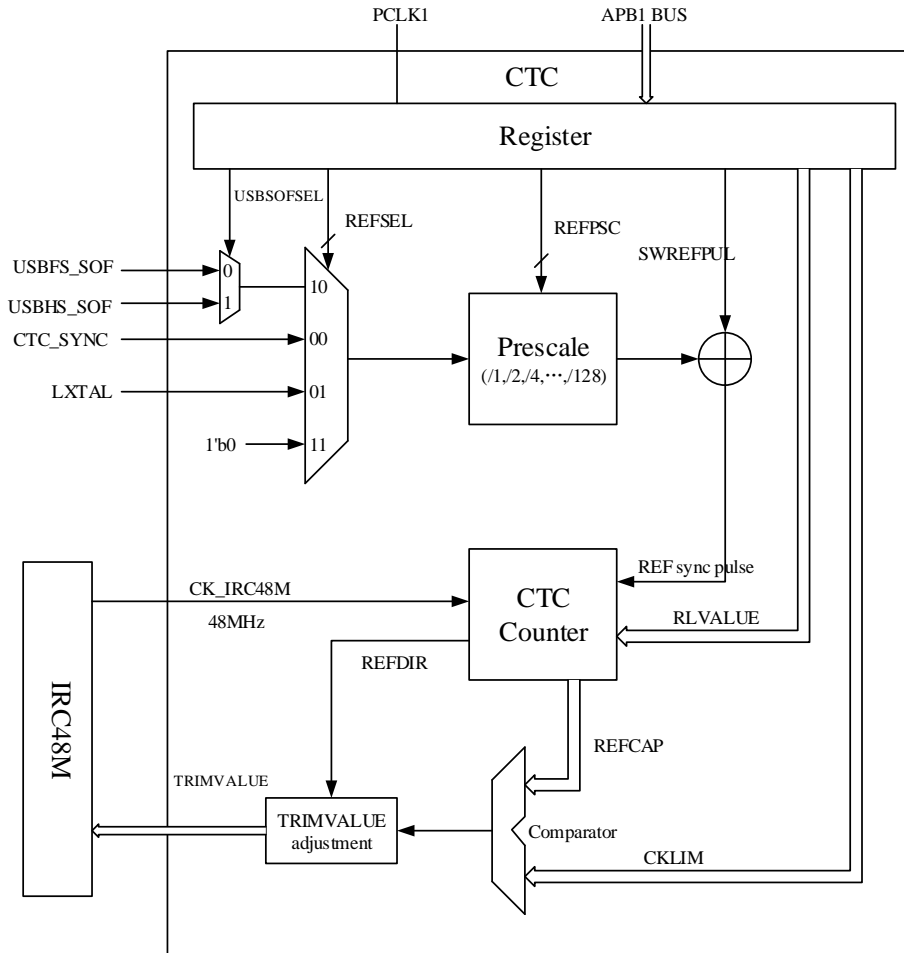 PCLK1
APB1 BUS
CTC
Register
USBSOFSEL
REFSEL
REFPSC
SWREFPUL
USBFS_SOF
0
10
USBHS_SOF
1
CTC_SYNC
00
Prescale
(/1,/2,/4,⋯,/128)
LXTAL
01
1'b0
11
REF sync pulse
CK_IRC48M
CTC
Counter
48MHz
RLVALUE
REFDIR
IRC48M
REFCAP
TRIMVALUE
TRIMVALUE
adjustment
Comparator
CKLIM